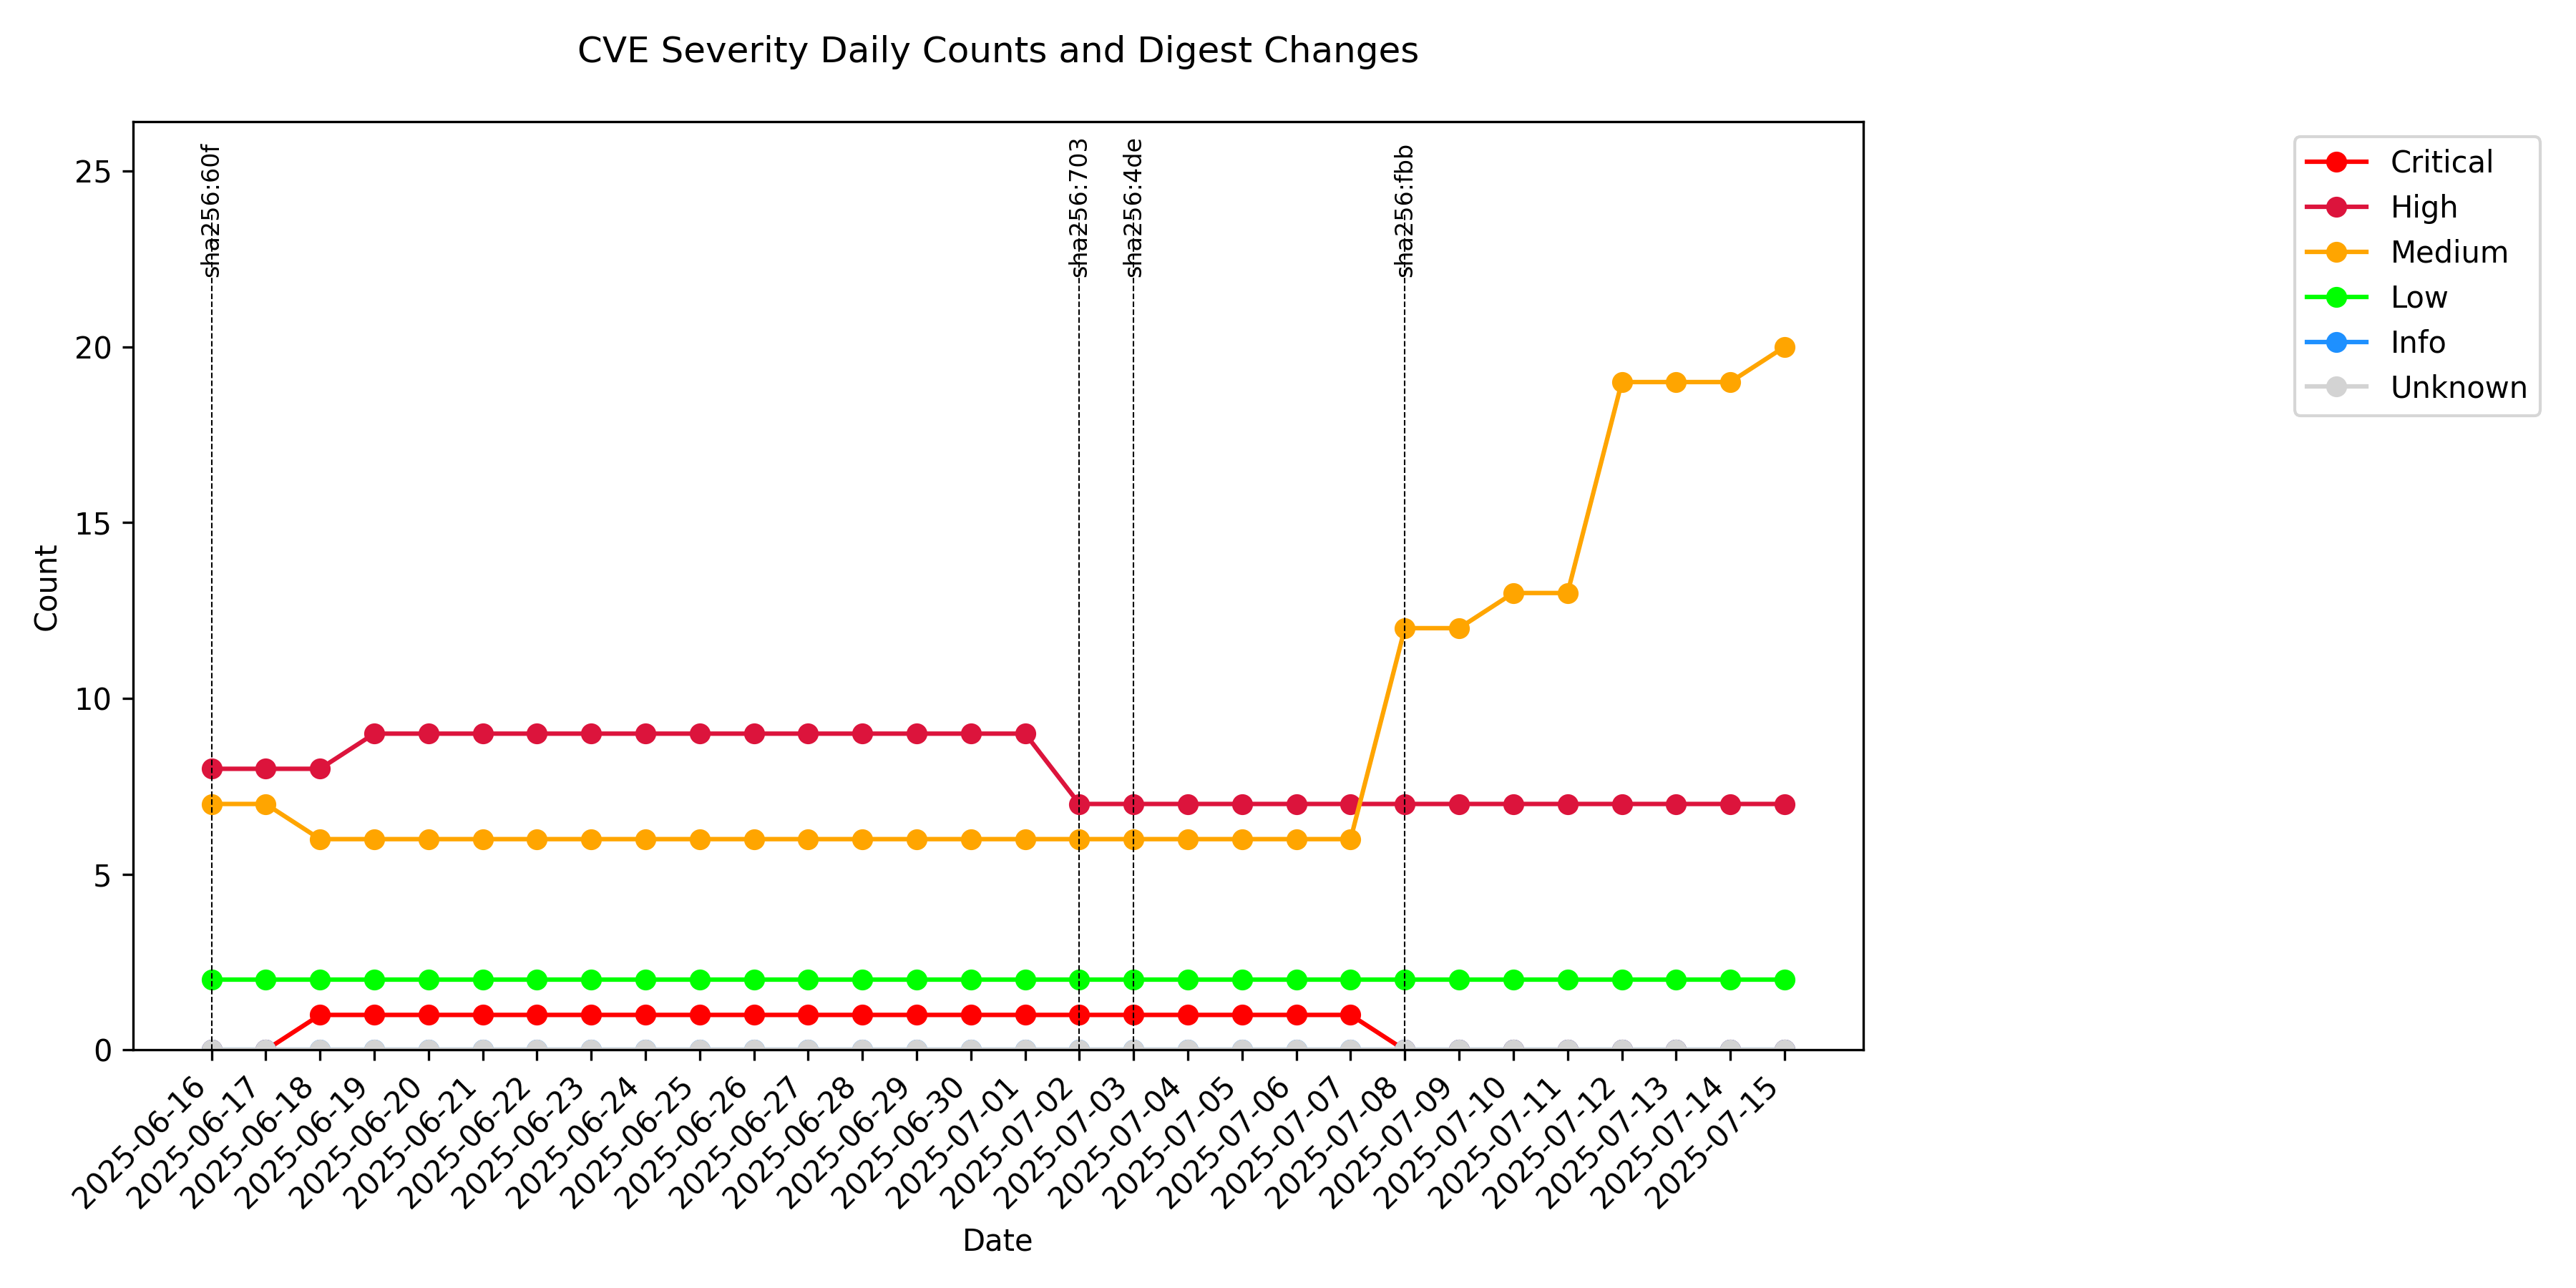 CVE Severity Daily Counts and Digest Changes
25
20
15
10
5
0
Count
sha256:60f
sha256:703
sha256:4de
sha256:fbb
Critical
High
Medium
Low
Info
Unknown
2025-06-16
2025-06-17
2025-06-18
2025-06-19
2025-06-20
2025-06-21
2025-06-22
2025-06-23
2025-06-24
2025-06-25
2025-06-26
2025-06-27
2025-06-28
2025-06-29
2025-06-30
2025-07-01
2025-07-02
2025-07-03
2025-07-04
2025-07-05
2025-07-06
2025-07-07
2025-07-08
2025-07-09
2025-07-10
2025-07-11
2025-07-12
2025-07-13
2025-07-14
2025-07-15
Date